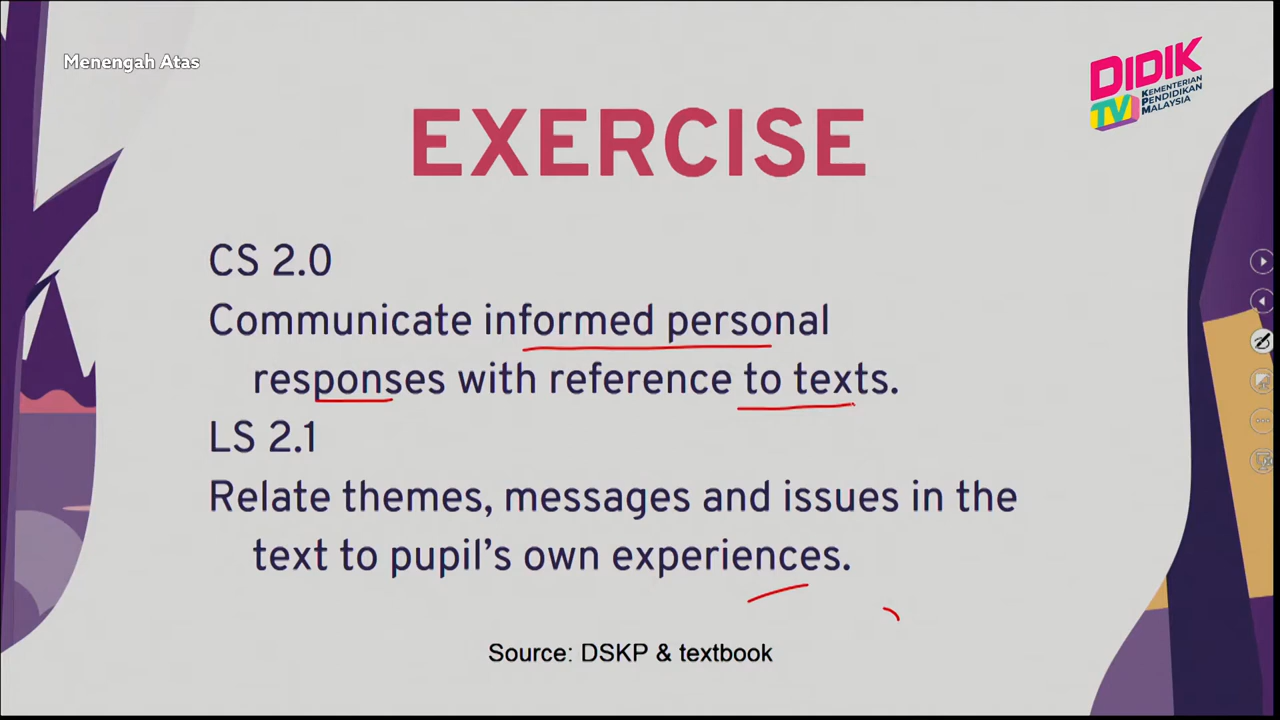 Menengah Atas
DIDIK
TV
KEMENTERIAN
PENDIDIKAN
MALAYSIA
EXERCISE
CS 2.0
Communicate informed personal
responses with reference to texts.
LS 2.1
Relate themes, messages and issues in the
text to pupil’s own experiences.
Source: DSKP & textbook